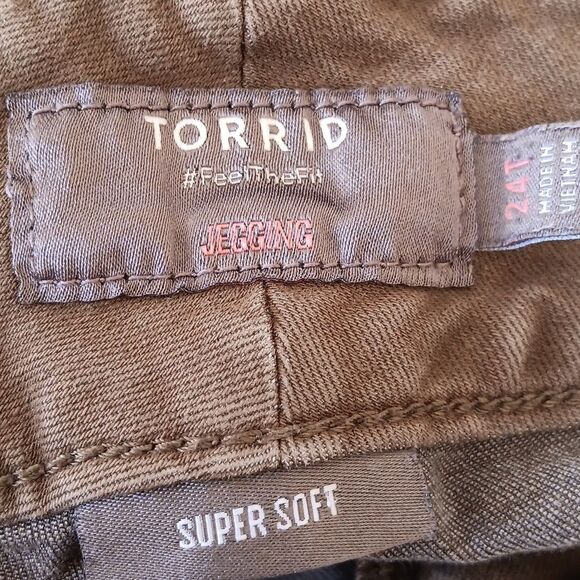 TORRID
#FeelTheFit
JEGGING
24T
MADE IN
VIETNAM
SUPER SOFT